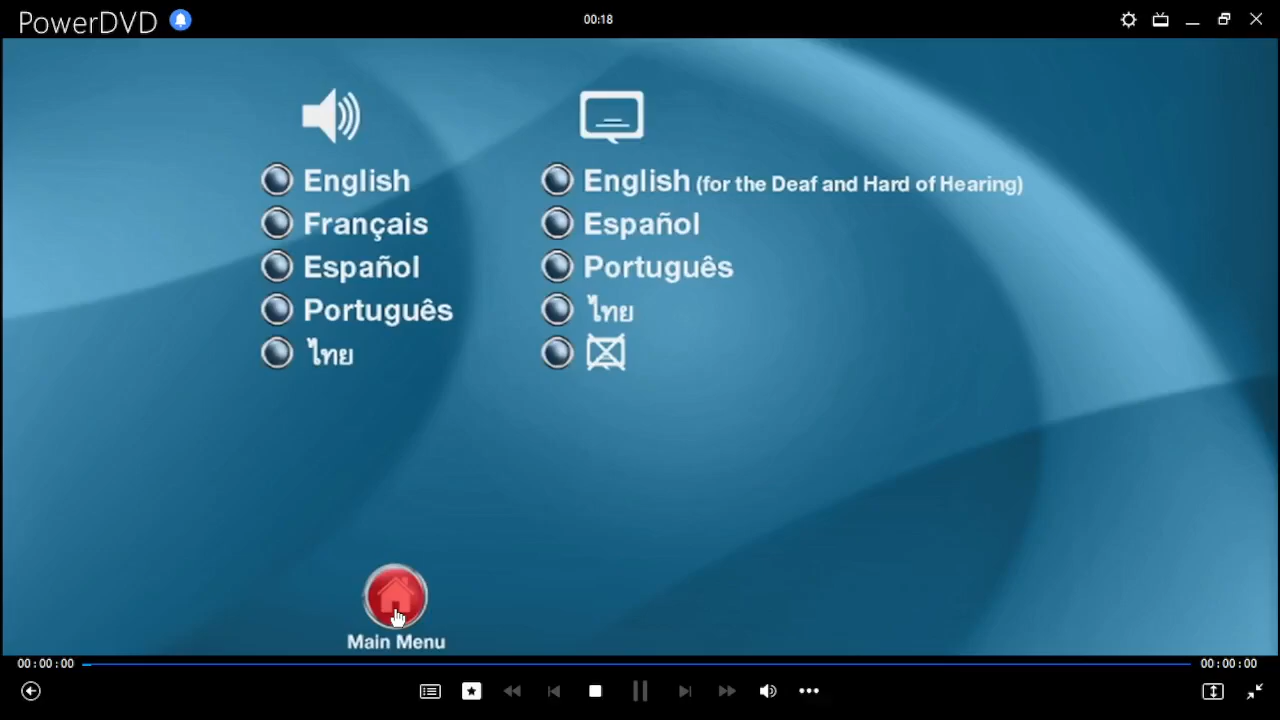 PowerDVD
00:18
English
Français
Español
Português
ไทย
English (for the Deaf and Hard of Hearing)
Español
Português
ไทย
Main Menu
00:00:00
00:00:00